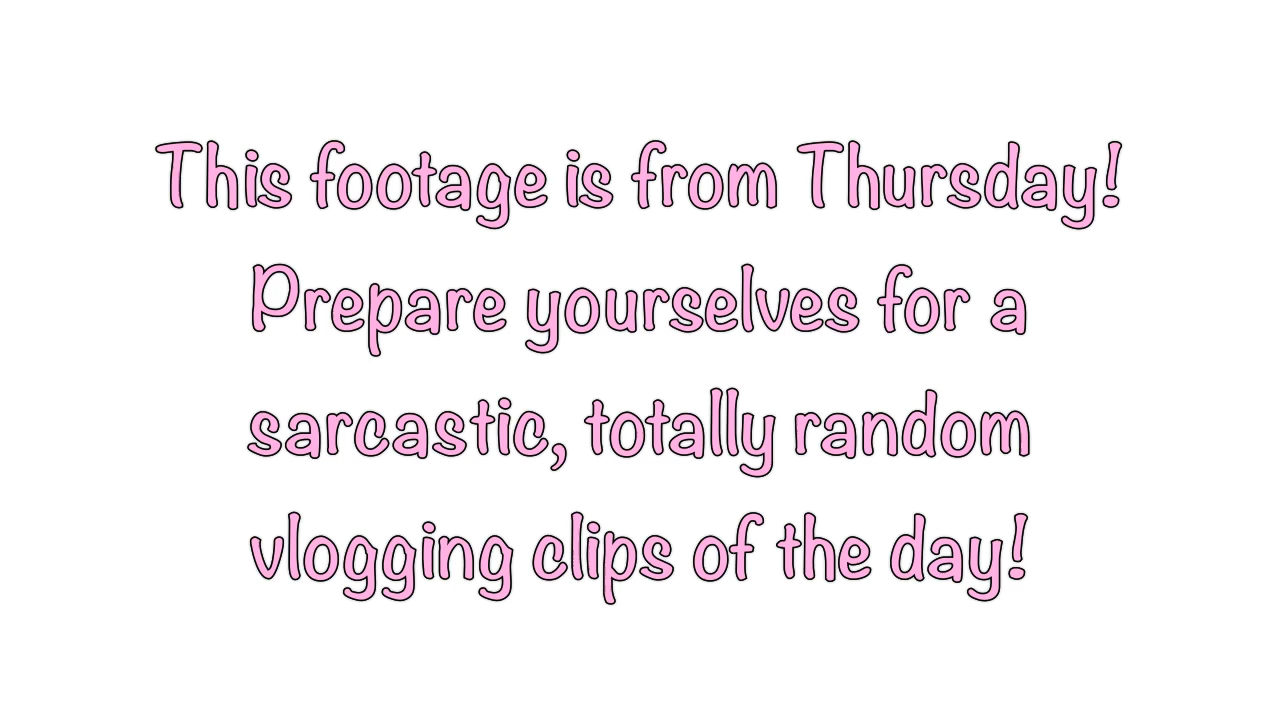 This footage is from Thursday!
Prepare yourselves for a
sarcastic, totally random
vlogging clips of the day!